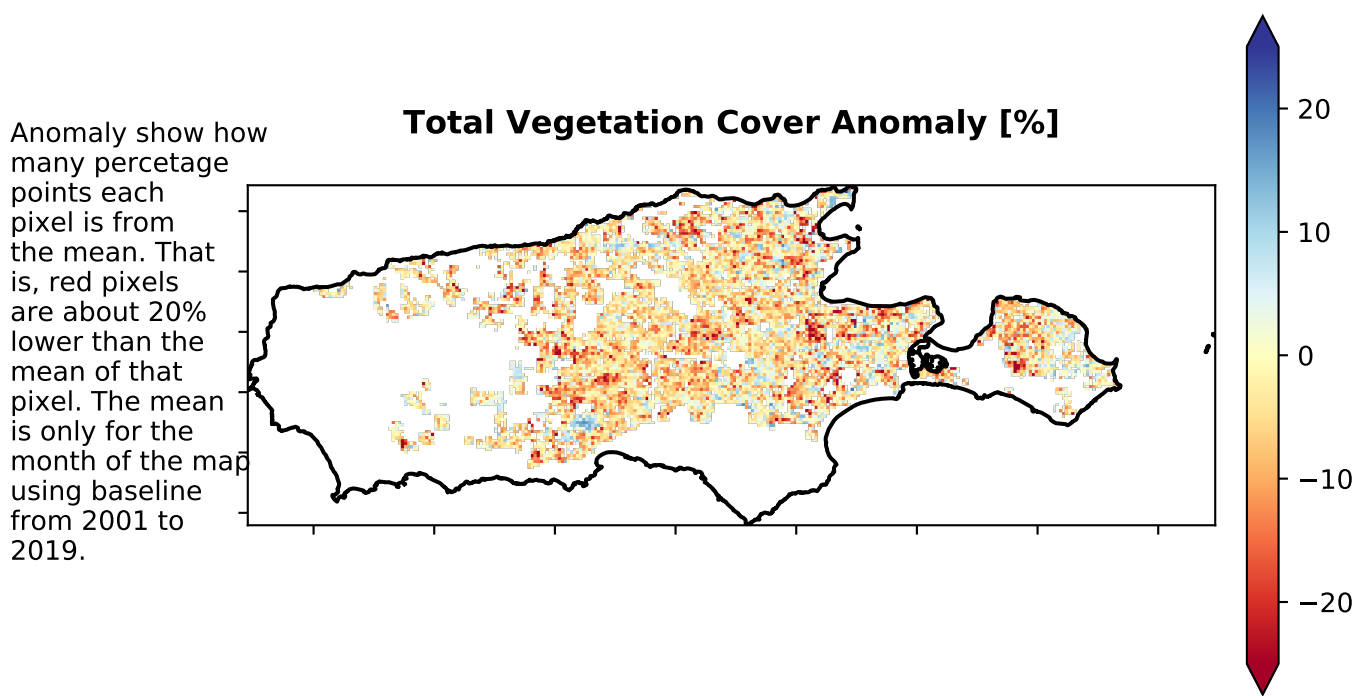 Total Vegetation Cover Anomaly [%]
Anomaly show how
many percetage
points each
pixel is from
the mean. That
is, red pixels
are about 20%
lower than the
mean of that
pixel. The mean
is only for the
month of the map
using baseline
from 2001 to
2019.
20
10
0
−10
−20